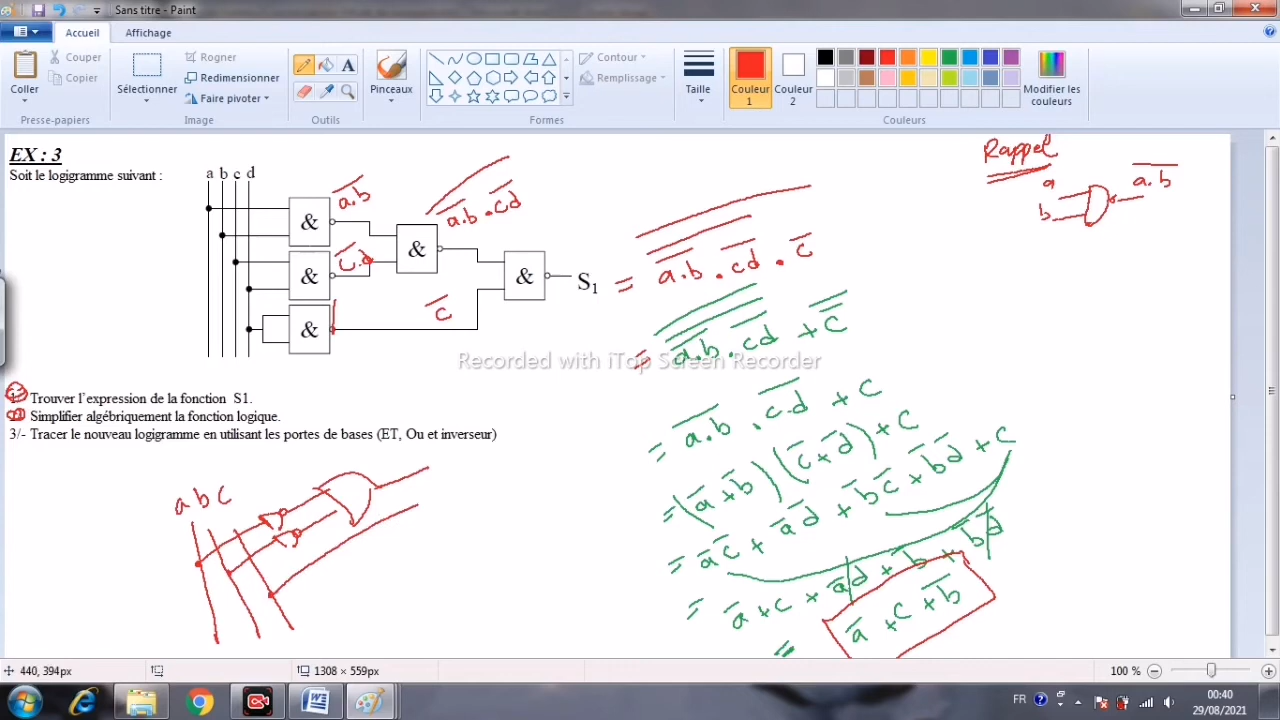 Sans titre - Paint
Accueil Affichage
Coller
Couper
Copier
Presse-papiers
Sélectionner
Rogner
Redimensionner
Faire pivoter
Image
A
Outils
Pinceaux
Contour
Remplissage
Formes
Taille
Couleur 1
Couleur 2
Modifier les couleurs
Couleurs
EX : 3
Soit le logigramme suivant :
a b c d
&
&
&
&
&
S₁
a̅.̅b̅
c̅.̅d̅
a̅.̅b̅ . c̅d̅
c̅
Rappel
a
b
a̅.̅b̅
= a̅.̅b̅ . c̅d̅ . c̅
= a̅.̅b̅ . c̅d̅ + c̅
= a̅.̅b̅ . c̅.̅d̅ + c
= (a̅ + b̅) (c̅ + d̅) + c
= a̅ c̅ + a̅ d̅ + b̅ c̅ + b̅ d̅ + c
= a̅ + c + a̅d + b̅ + b̅d̅
= a̅ + c + b̅
Recorded with iTop Screen Recorder
Trouver l'expression de la fonction S1.
Simplifier algébriquement la fonction logique.
3/- Tracer le nouveau logigramme en utilisant les portes de bases (ET, Ou et inverseur)
a b c
440, 394px
1308 × 559px
100 %
FR
00:40
29/08/2021